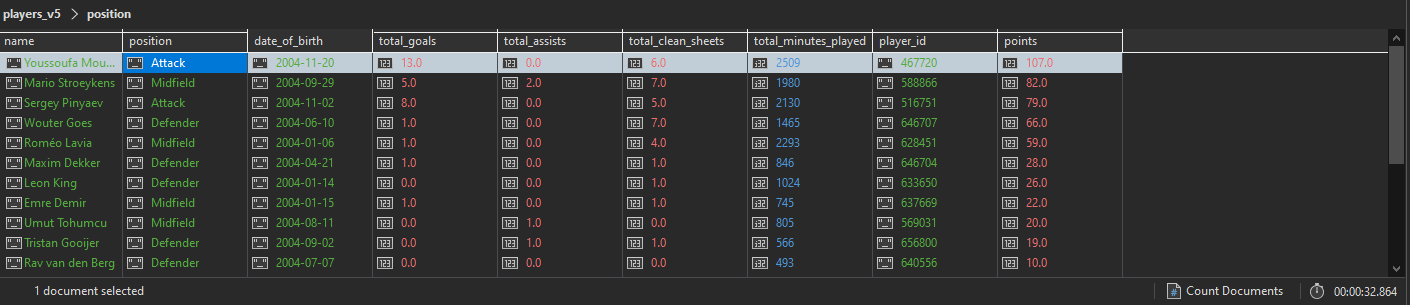 players_v5 > position
name position date_of_birth total_goals total_assists total_clean_sheets total_minutes_played player_id points
Youssoufa Mou... Attack 2004-11-20 13.0 0.0 6.0 2509 467720 107.0
Mario Stroeykens Midfield 2004-09-29 5.0 2.0 7.0 1980 588866 82.0
Sergey Pinyaev Attack 2004-11-02 8.0 0.0 5.0 2130 516751 79.0
Wouter Goes Defender 2004-06-10 1.0 0.0 7.0 1465 646707 66.0
Roméo Lavia Midfield 2004-01-06 1.0 0.0 4.0 2293 628451 59.0
Maxim Dekker Defender 2004-04-21 1.0 0.0 1.0 846 646704 28.0
Leon King Defender 2004-01-14 0.0 0.0 1.0 1024 633650 26.0
Emre Demir Midfield 2004-01-15 1.0 0.0 1.0 745 637669 22.0
Umut Tohumcu Midfield 2004-08-11 0.0 1.0 0.0 805 569031 20.0
Tristan Gooijer Defender 2004-09-02 0.0 1.0 1.0 566 656800 19.0
Rav van den Berg Defender 2004-07-07 0.0 0.0 0.0 493 640556 10.0
1 document selected Count Documents 00:00:32.864